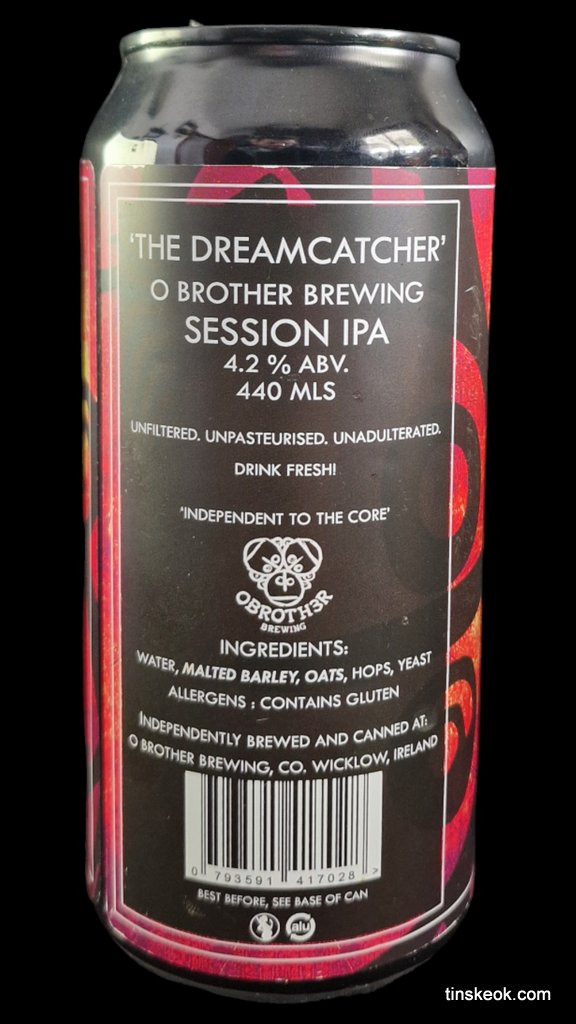 'THE DREAMCATCHER'
O BROTHER BREWING
SESSION IPA
4.2 % ABV.
440 MLS
UNFILTERED. UNPASTEURISED. UNADULTERATED.
DRINK FRESH!
'INDEPENDENT TO THE CORE'
OBROTH3R
BREWING
INGREDIENTS:
WATER, MALTED BARLEY, OATS, HOPS, YEAST
ALLERGENS : CONTAINS GLUTEN
INDEPENDENTLY BREWED AND CANNED AT:
O BROTHER BREWING, CO. WICKLOW, IRELAND
0 793591 417028 >
BEST BEFORE, SEE BASE OF CAN
alu
tinskeok.com